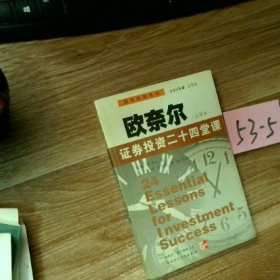 欧奈尔
证券投资二十四堂课
24
Essential
Lessons
for
Investment
Success
53-5